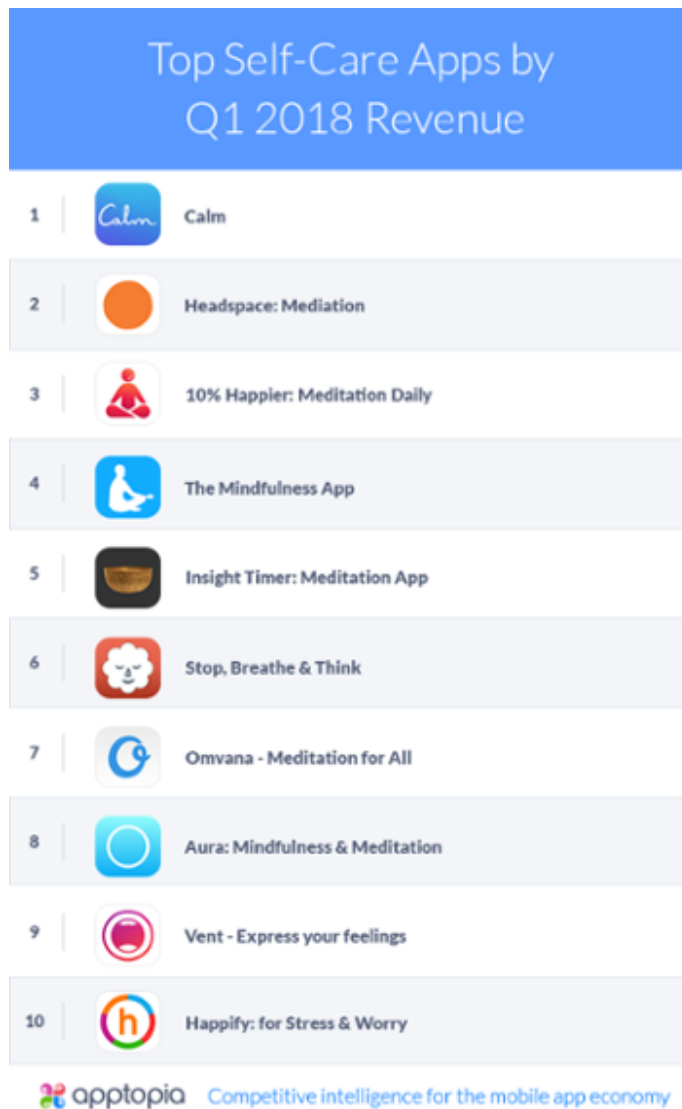 Top Self-Care Apps by
Q1 2018 Revenue
1 Calm Calm
2 Headspace: Mediation
3 10% Happier: Meditation Daily
4 The Mindfulness App
5 Insight Timer: Meditation App
6 Stop, Breathe & Think
7 Omvana - Meditation for All
8 Aura: Mindfulness & Meditation
9 Vent - Express your feelings
10 h Happify: for Stress & Worry
apptopia Competitive intelligence for the mobile app economy